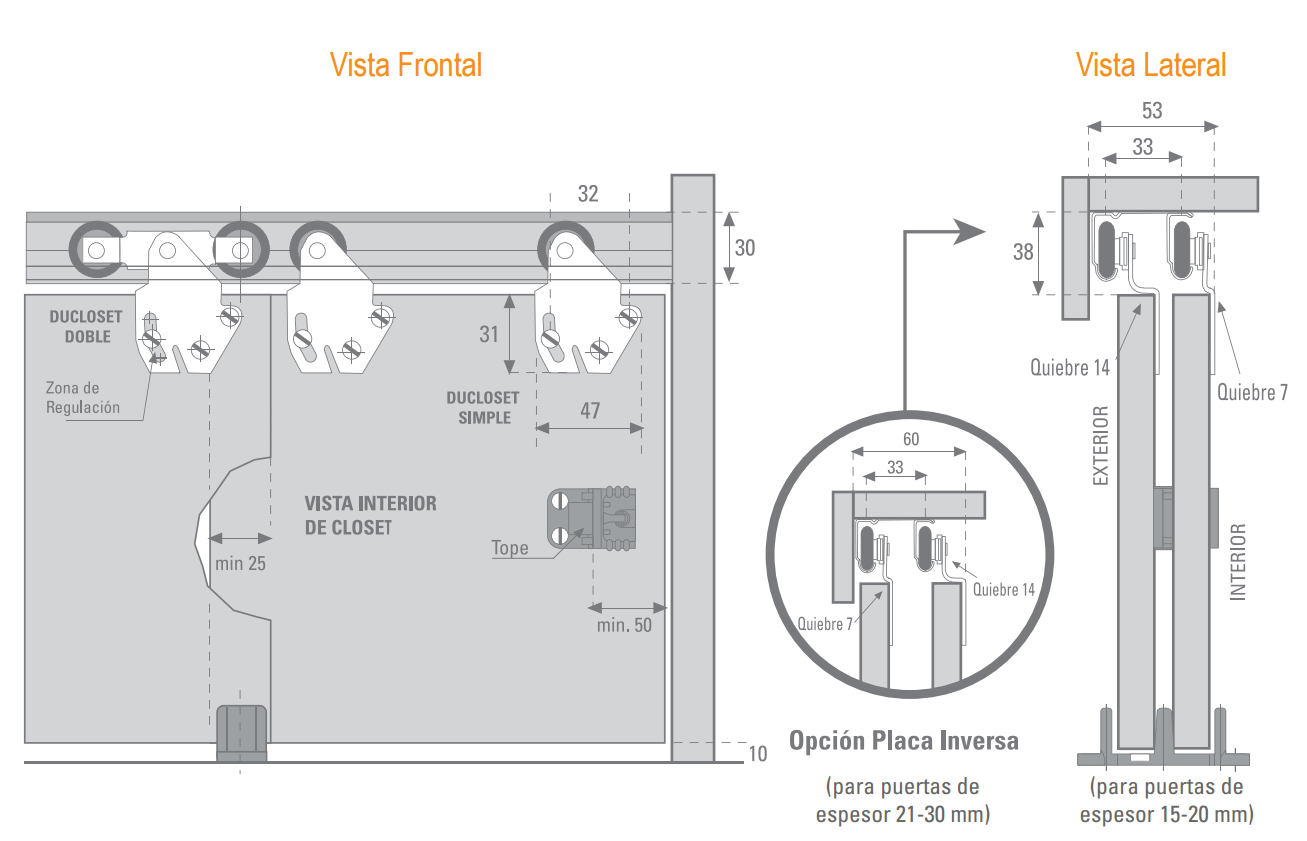 Vista Frontal
Vista Lateral
53
33
32
30
38
DUCLOSET
DOBLE
31
Zona de
Regulación
DUCLOSET
SIMPLE
47
Quiebre 14
Quiebre 7
EXTERIOR
60
33
VISTA INTERIOR
DE CLOSET
Tope
min 25
min. 50
Quiebre 14
Quiebre 7
INTERIOR
10
Opción Placa Inversa
(para puertas de
espesor 21-30 mm)
(para puertas de
espesor 15-20 mm)